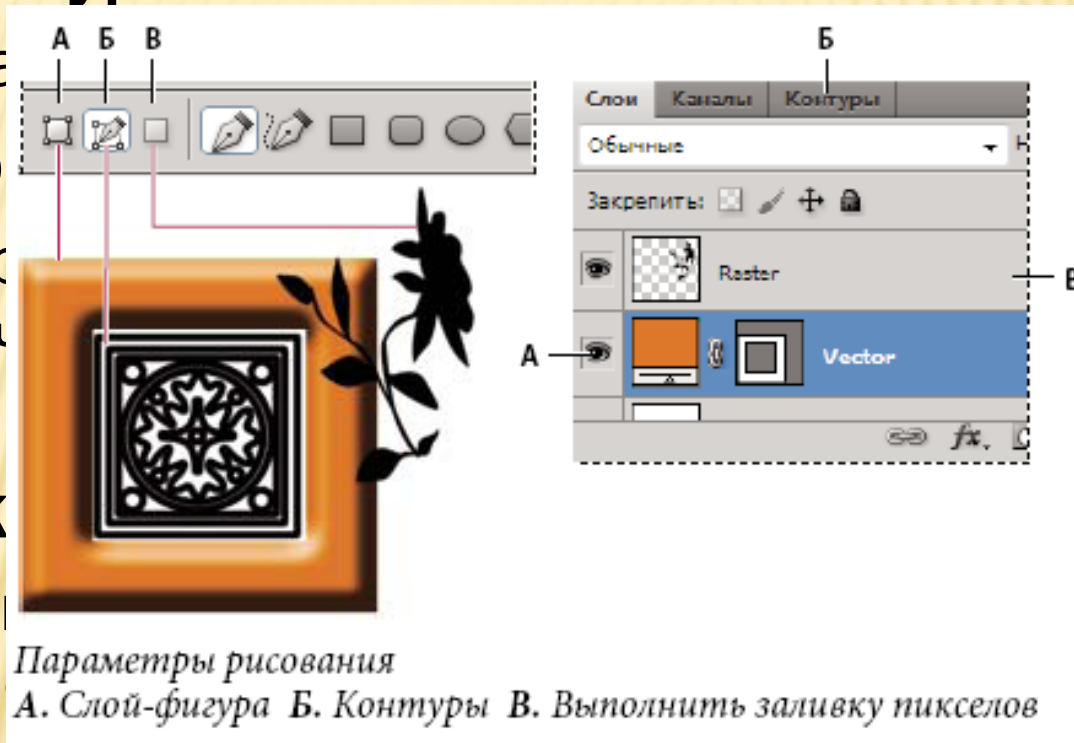 А Б В
Б
Слои Каналы Контуры
Обычные
Закрепить:
Raster
А
Vector
fx.
Параметры рисования
А. Слой-фигура Б. Контуры В. Выполнить заливку пикселов